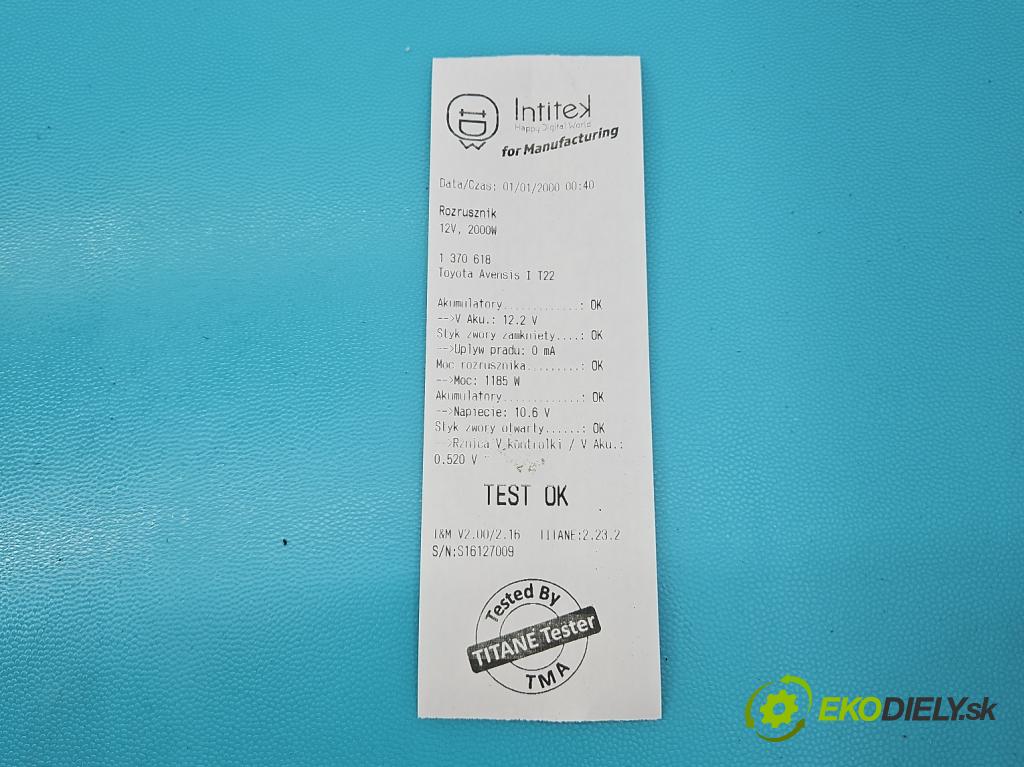 Intitek
Happy Digital World
for Manufacturing
Data/Czas: 01/01/2000 00:40
Rozrusznik
12V, 2000W
1 370 618
Toyota Avensis I T22
Akumulatory............: OK
-->V Aku.: 12.2 V
Styk zwory zamkniety....: OK
-->Uplyw pradu: 0 mA
Moc rozrusznika.........: OK
-->Moc: 1185 W
Akumulatory............: OK
-->Napiecie: 10.6 V
Styk zwory otwarty......: OK
-->Rznica V kontrolki / V Aku.:
0.520 V
TEST OK
I&M V2.00/2.16 TITANE:2.23.2
S/N:S16127009
Tested By
TITANE Tester
TMA
EKODIELY.sk